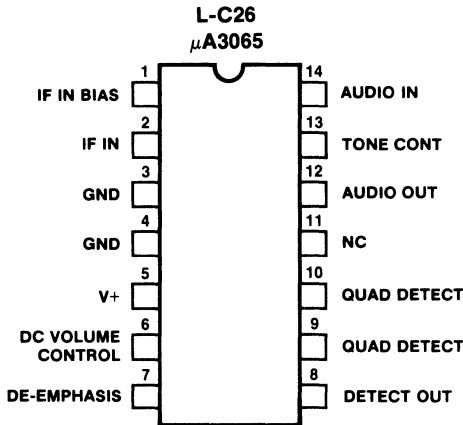 L-C26
μA3065
1 14
IF IN BIAS AUDIO IN
2 13
IF IN TONE CONT
3 12
GND AUDIO OUT
4 11
GND NC
5 10
V+ QUAD DETECT
6 9
DC VOLUME
CONTROL QUAD DETECT
7 8
DE-EMPHASIS DETECT OUT